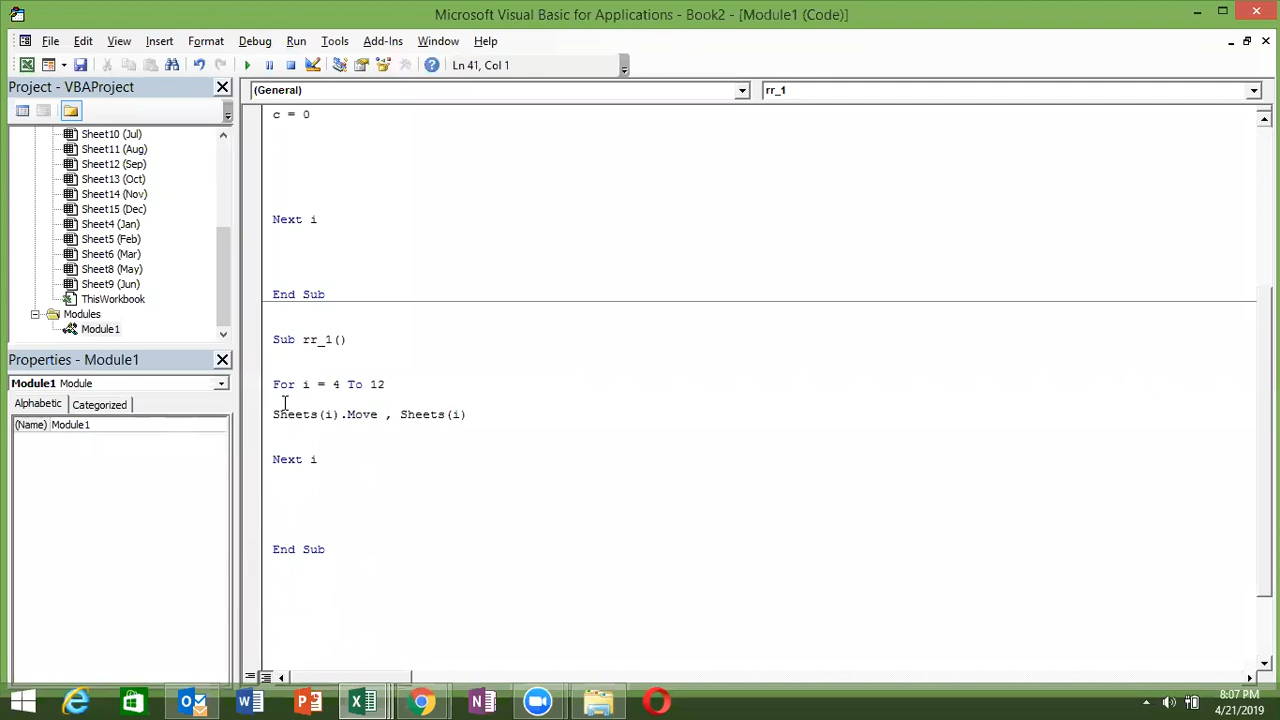 Microsoft Visual Basic for Applications - Book2 - [Module1 (Code)]
File Edit View Insert Format Debug Run Tools Add-Ins Window Help
Ln 41, Col 1
Project - VBAProject
(General)
rr_1
Sheet10 (Jul)
Sheet11 (Aug)
Sheet12 (Sep)
Sheet13 (Oct)
Sheet14 (Nov)
Sheet15 (Dec)
Sheet4 (Jan)
Sheet5 (Feb)
Sheet6 (Mar)
Sheet8 (May)
Sheet9 (Jun)
ThisWorkbook
Modules
Module1
Properties - Module1
Module1 Module
Alphabetic Categorized
(Name) Module1
c = 0
Next i
End Sub
Sub rr_1()
For i = 4 To 12
Sheets(i).Move , Sheets(i)
Next i
End Sub
8:07 PM
4/21/2019